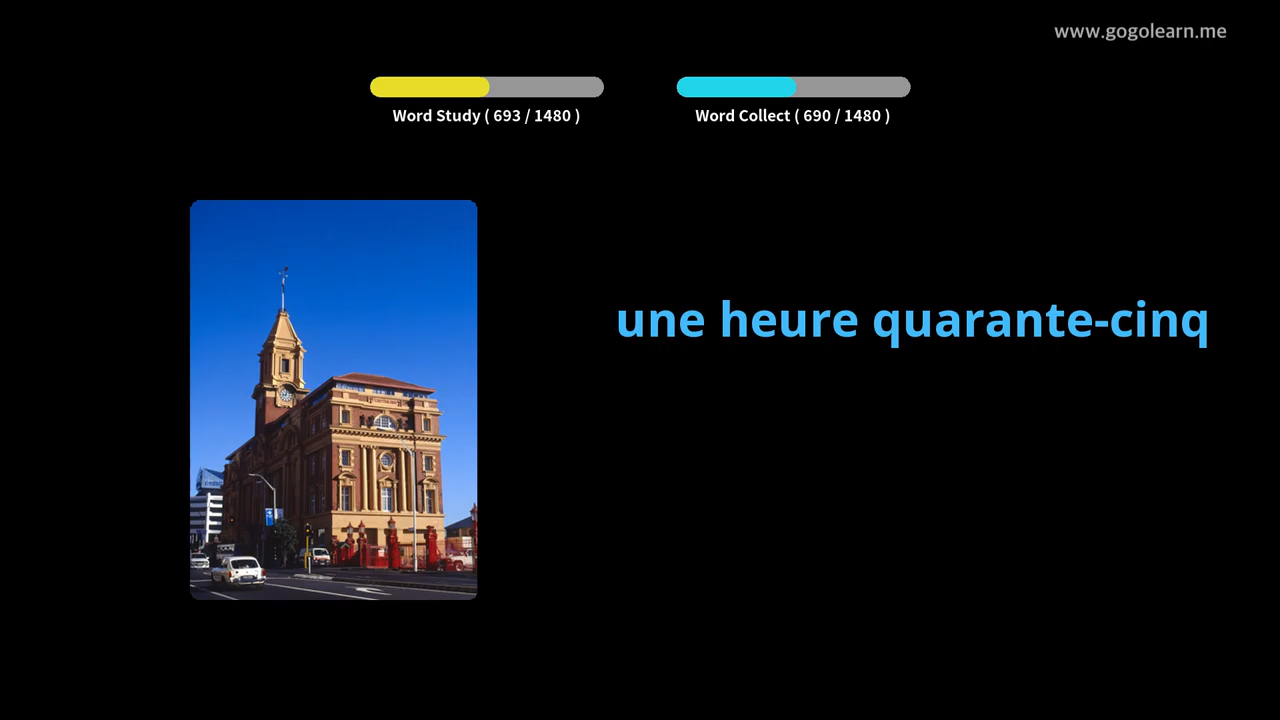 www.gogolearn.me
Word Study ( 693 / 1480 )
Word Collect ( 690 / 1480 )
une heure quarante-cinq